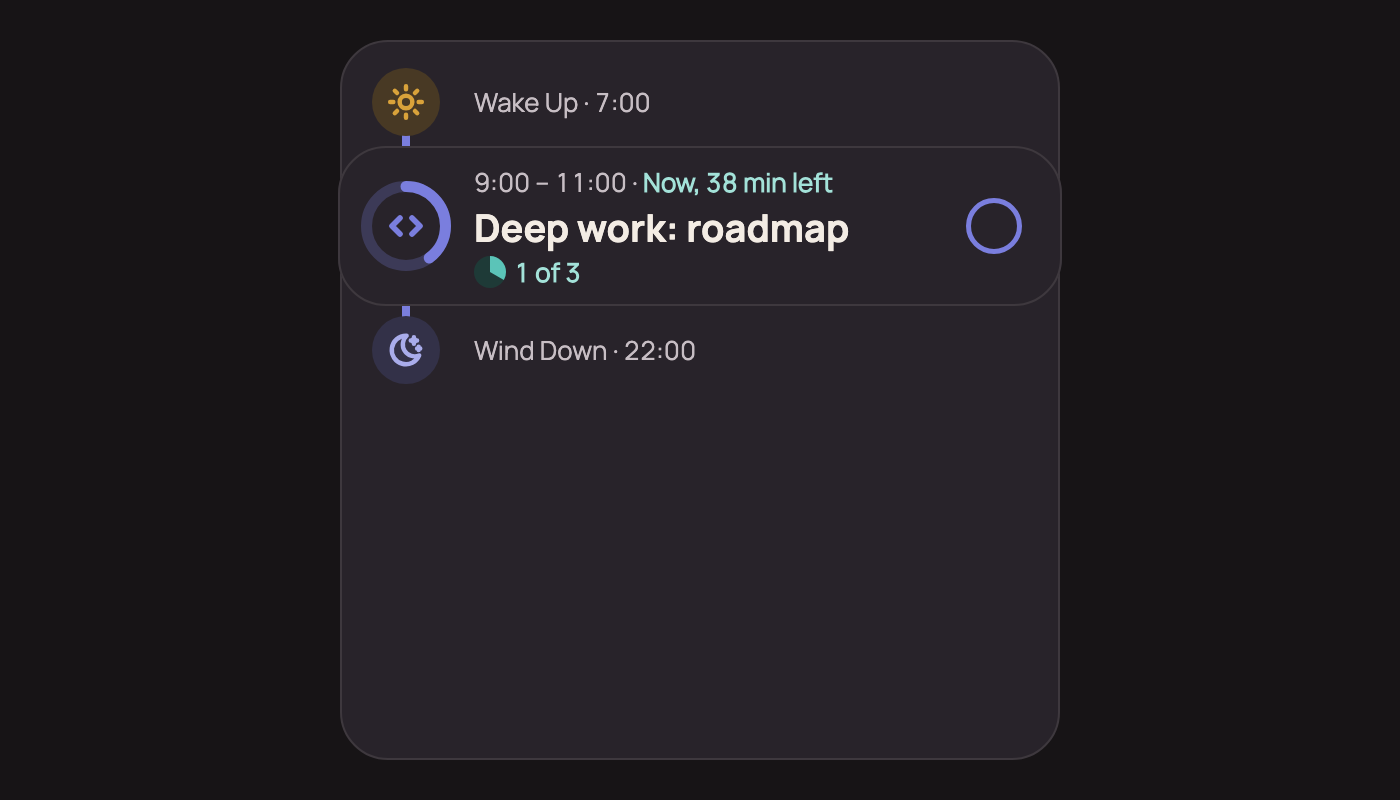 Wake Up · 7:00
9:00 – 11:00 · Now, 38 min left
Deep work: roadmap
1 of 3
Wind Down · 22:00